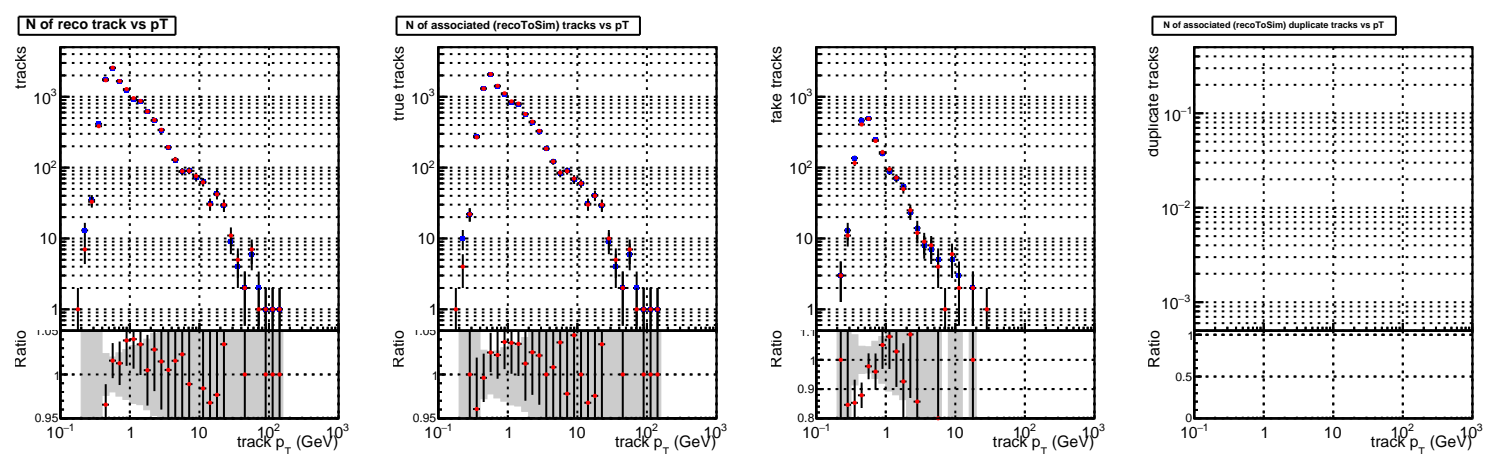 N of reco track vs pT
tracks
10³
10²
10
1
Ratio
1.05
1
0.95
10⁻¹ 1 10 10² 10³
track p_T (GeV)
N of associated (recoToSim) tracks vs pT
true tracks
10³
10²
10
1
Ratio
1.05
1
0.95
10⁻¹ 1 10 10² 10³
track p_T (GeV)
fake tracks
10³
10²
10
1
Ratio
1.1
1
0.9
0.8
10⁻¹ 1 10 10² 10³
track p_T (GeV)
N of associated (recoToSim) duplicate tracks vs pT
duplicate tracks
10⁻¹
10⁻²
10⁻³
Ratio
1
0.5
0
10⁻¹ 1 10 10² 10³
track p_T (GeV)